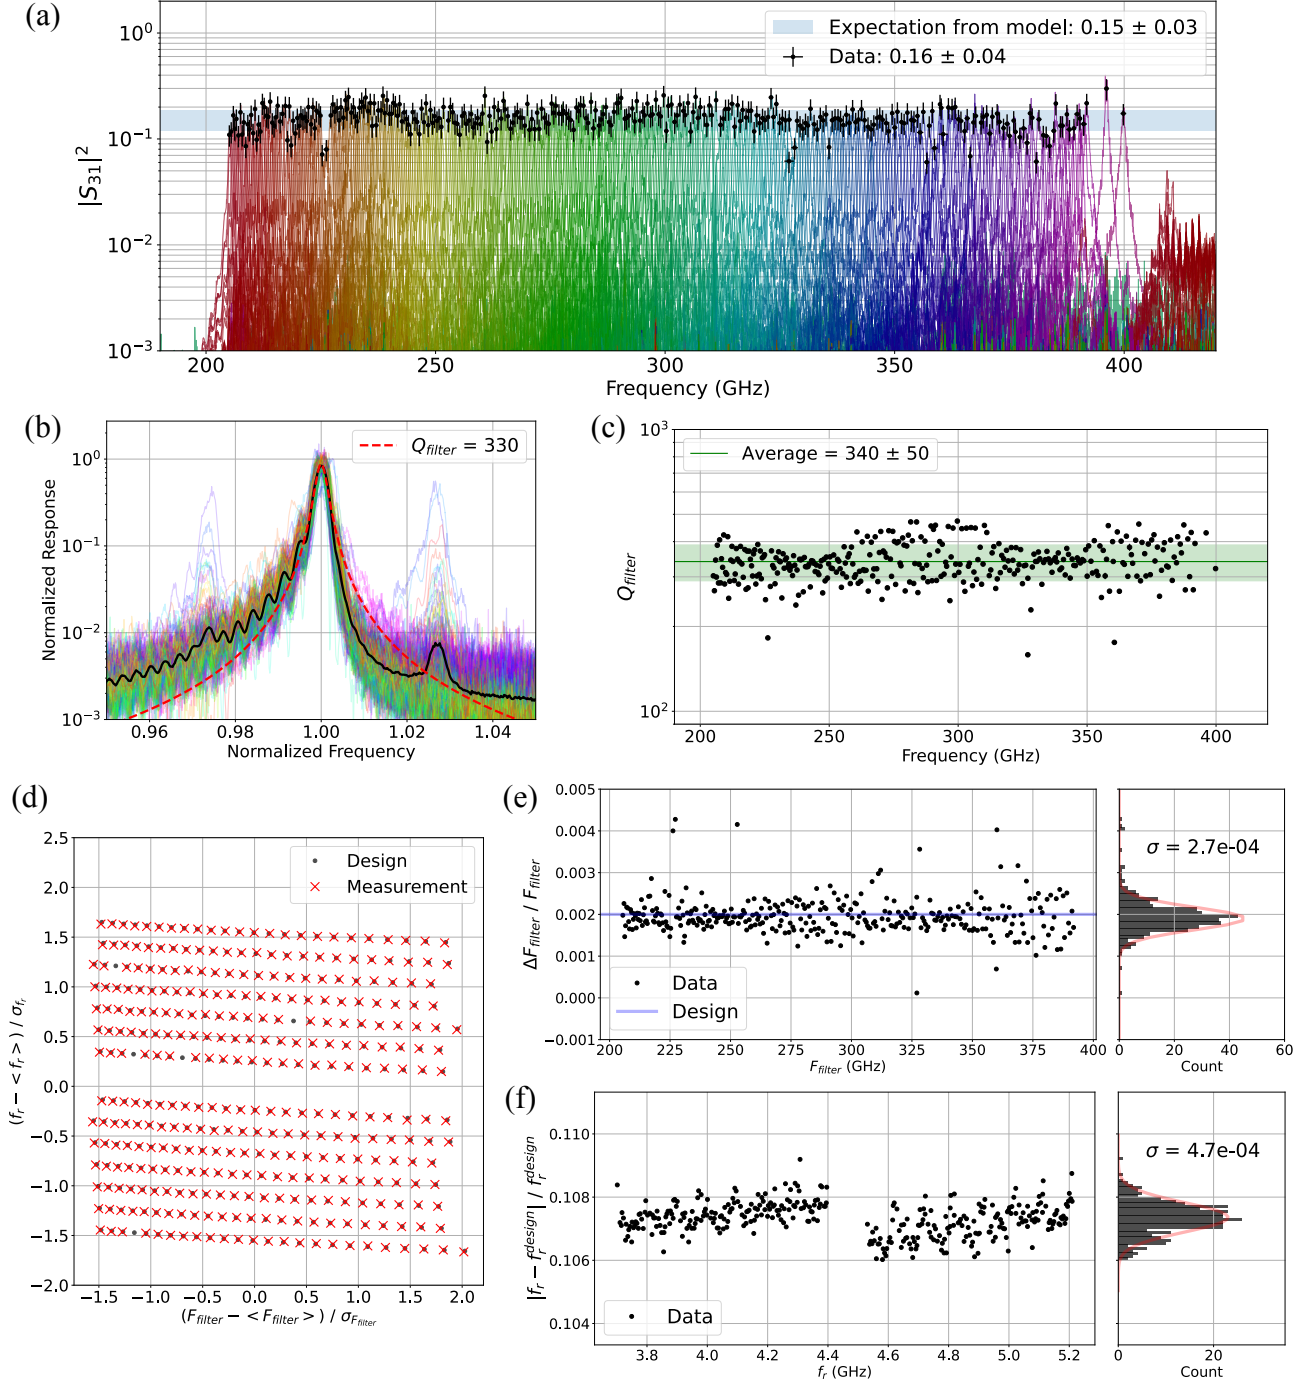 (a)
10⁰
10⁻¹
10⁻²
10⁻³
|S₃₁|²
Expectation from model: 0.15 ± 0.03
Data: 0.16 ± 0.04
200 250 300 350 400
Frequency (GHz)
(b)
10⁰
10⁻¹
10⁻²
10⁻³
Normalized Response
Q_filter = 330
0.96 0.98 1.00 1.02 1.04
Normalized Frequency
(c)
10³
10²
Q_filter
Average = 340 ± 50
200 250 300 350 400
Frequency (GHz)
(d)
2.5
2.0
1.5
1.0
0.5
0.0
−0.5
−1.0
−1.5
−2.0
(f_r − < f_r >) / σ_{f_r}
Design
Measurement
−1.5 −1.0 −0.5 0.0 0.5 1.0 1.5 2.0
(F_filter − < F_filter >) / σ_{F_filter}
(e)
0.005
0.004
0.003
0.002
0.001
0.000
−0.001
ΔF_filter / F_filter
Data
Design
200 225 250 275 300 325 350 375 400
F_filter (GHz)
σ = 2.7e-04
0 20 40 60
Count
(f)
0.110
0.108
0.106
0.104
|f_r − f_r^design| / f_r^design
Data
3.8 4.0 4.2 4.4 4.6 4.8 5.0 5.2
f_r (GHz)
σ = 4.7e-04
0 20
Count